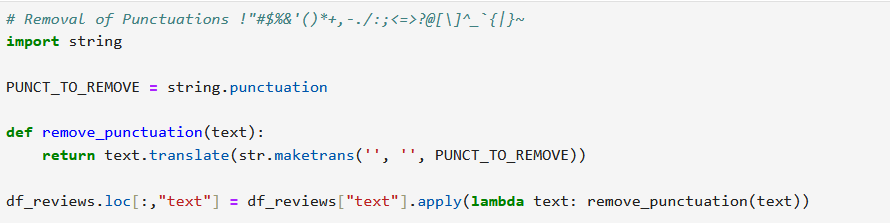 # Removal of Punctuations !"#$%&'()*+,-./:;<=>?@[\]^_`{|}~
import string
PUNCT_TO_REMOVE = string.punctuation
def remove_punctuation(text):
    return text.translate(str.maketrans('', '', PUNCT_TO_REMOVE))
df_reviews.loc[:,"text"] = df_reviews["text"].apply(lambda text: remove_punctuation(text))